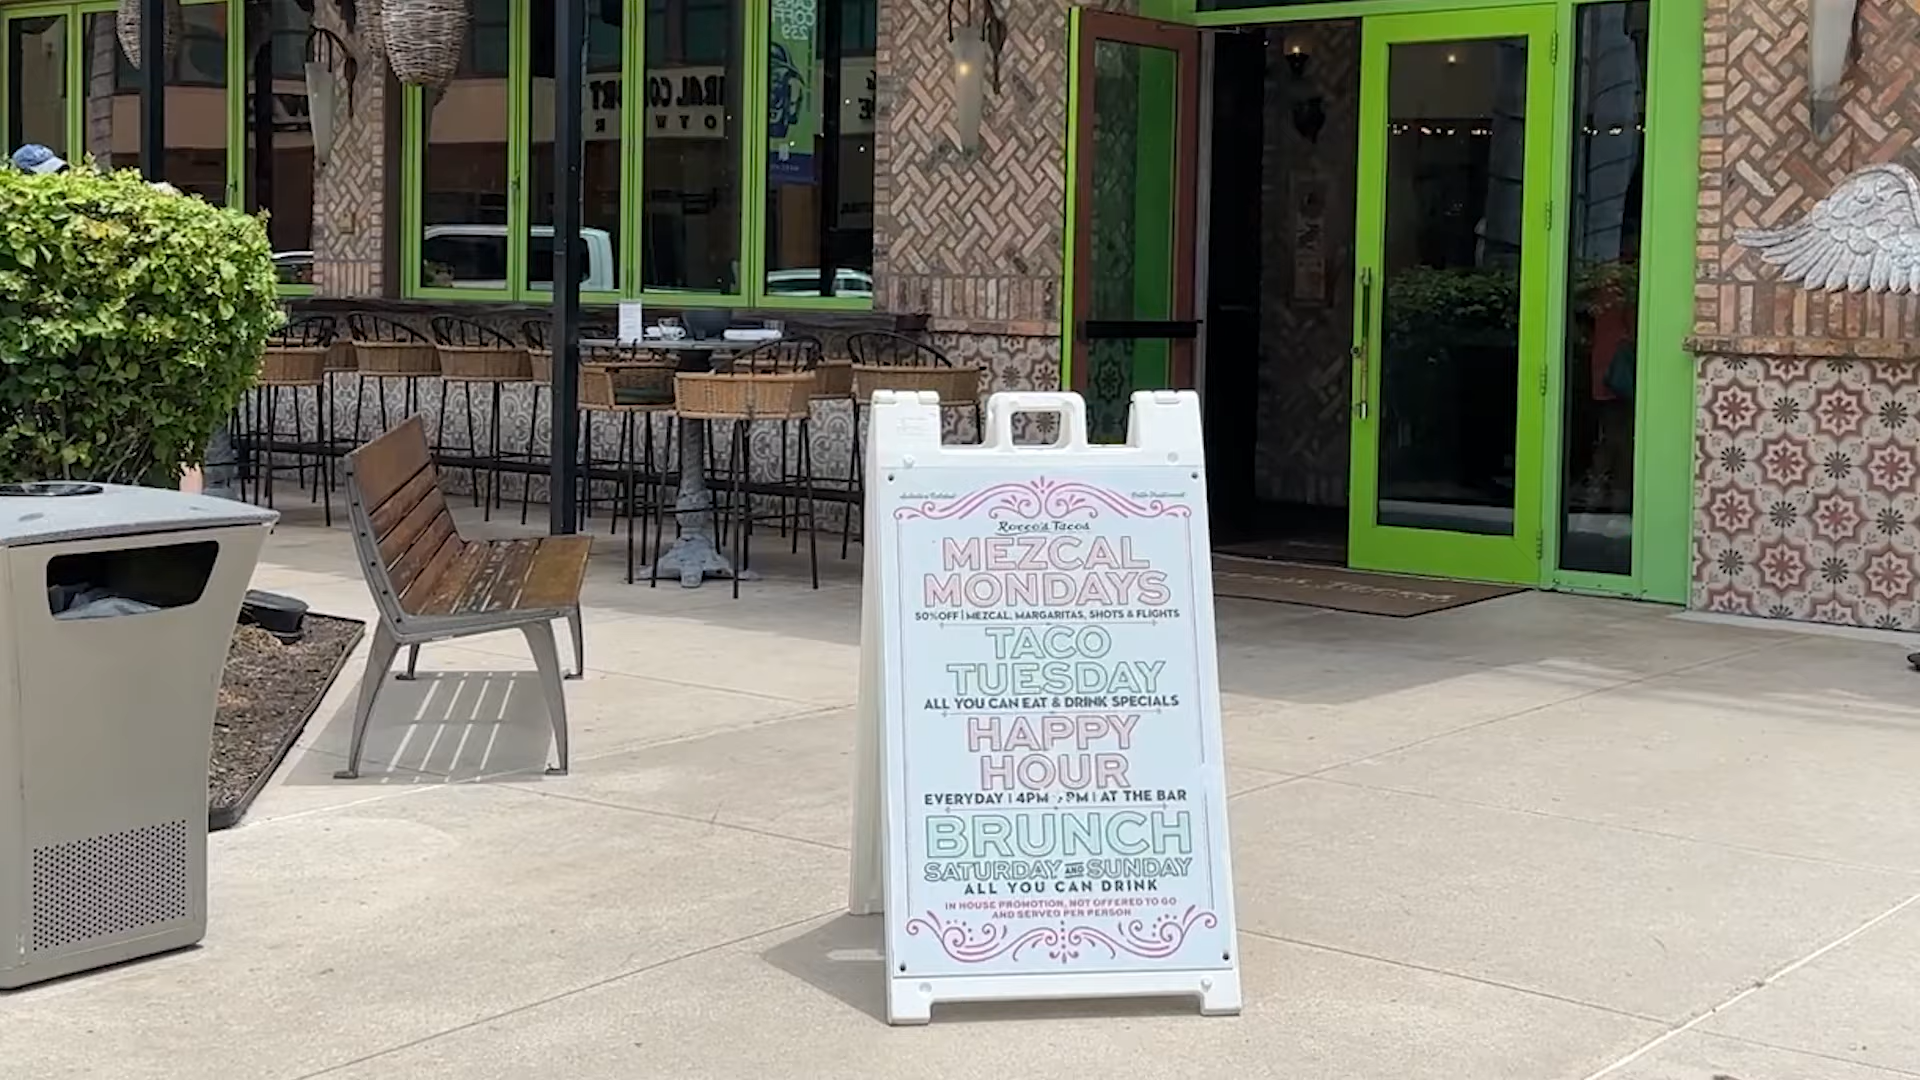 Rocco's Tacos
MEZCAL
MONDAYS
50% OFF | MEZCAL, MARGARITAS, SHOTS & FLIGHTS
TACO
TUESDAY
ALL YOU CAN EAT & DRINK SPECIALS
HAPPY
HOUR
EVERYDAY | 4PM - PM | AT THE BAR
BRUNCH
SATURDAY AND SUNDAY
ALL YOU CAN DRINK
IN HOUSE PROMOTION, NOT OFFERED TO GO
AND SERVED PER PERSON